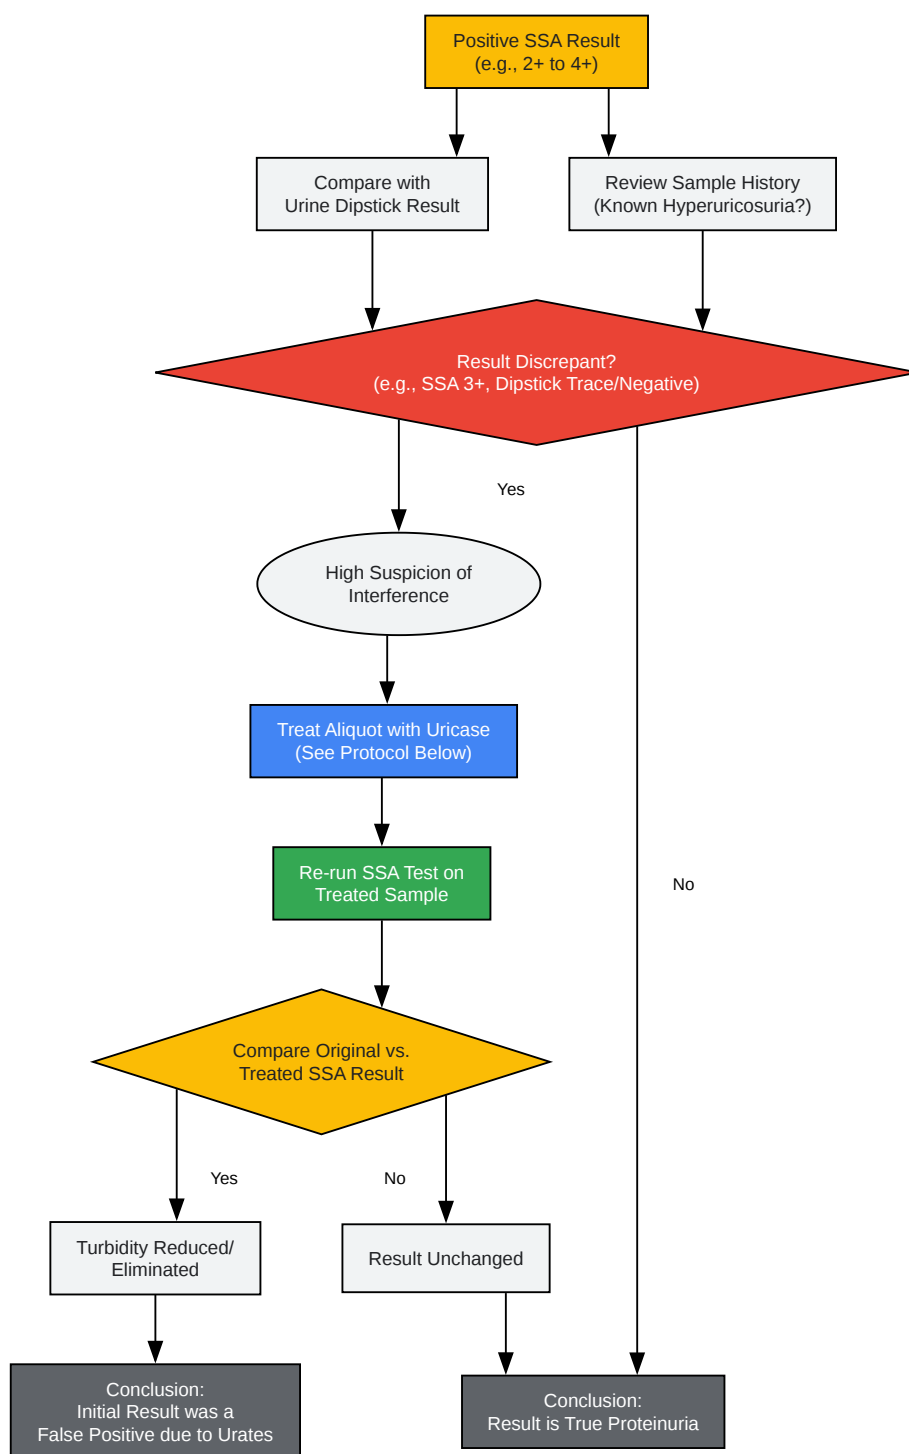 Positive SSA Result
(e.g., 2+ to 4+)
Compare with
Urine Dipstick Result
Review Sample History
(Known Hyperuricosuria?)
Result Discrepant?
(e.g., SSA 3+, Dipstick Trace/Negative)
Yes
High Suspicion of
Interference
Treat Aliquot with Uricase
(See Protocol Below)
Re-run SSA Test on
Treated Sample
No
Compare Original vs.
Treated SSA Result
Yes
No
Turbidity Reduced/
Eliminated
Result Unchanged
Conclusion:
Initial Result was a
False Positive due to Urates
Conclusion:
Result is True Proteinuria